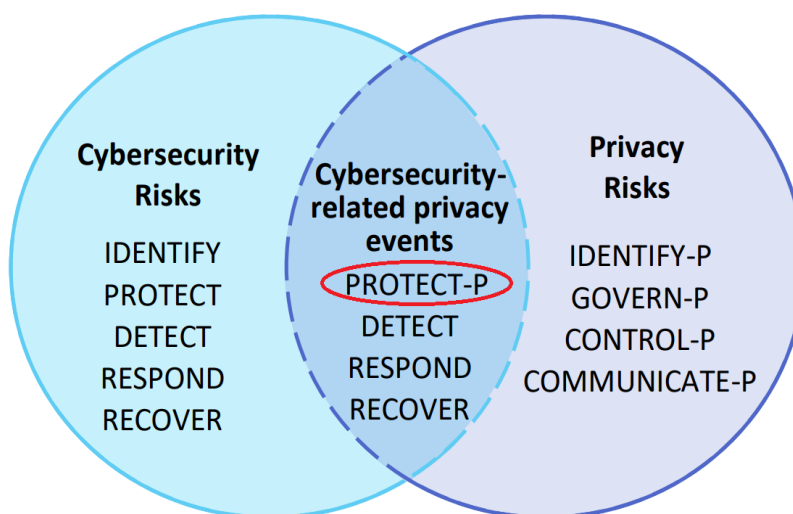 Cybersecurity
Risks
IDENTIFY
PROTECT
DETECT
RESPOND
RECOVER
Cybersecurity-
related privacy
events
PROTECT-P
DETECT
RESPOND
RECOVER
Privacy
Risks
IDENTIFY-P
GOVERN-P
CONTROL-P
COMMUNICATE-P